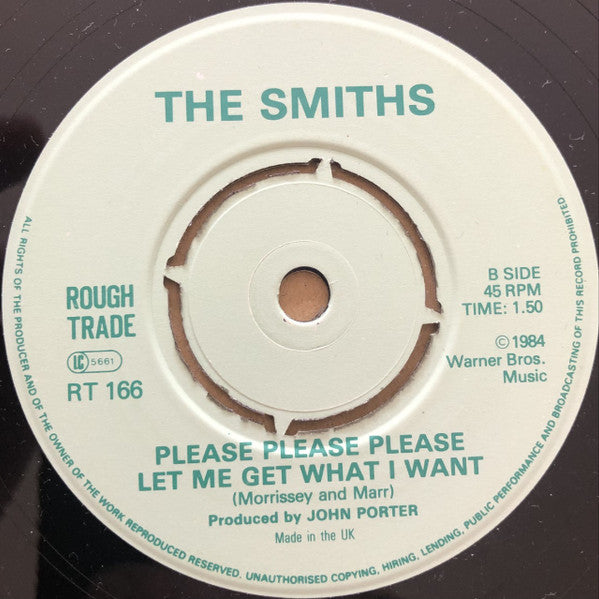 THE SMITHS
ROUGH
TRADE
LC 5661
RT 166
B SIDE
45 RPM
TIME: 1.50
© 1984
Warner Bros.
Music
PLEASE PLEASE PLEASE
LET ME GET WHAT I WANT
(Morrissey and Marr)
Produced by JOHN PORTER
Made in the UK
ALL RIGHTS OF THE PRODUCER AND OF THE OWNER OF THE WORK REPRODUCED RESERVED. UNAUTHORISED COPYING, HIRING, LENDING, PUBLIC PERFORMANCE AND BROADCASTING OF THIS RECORD PROHIBITED.